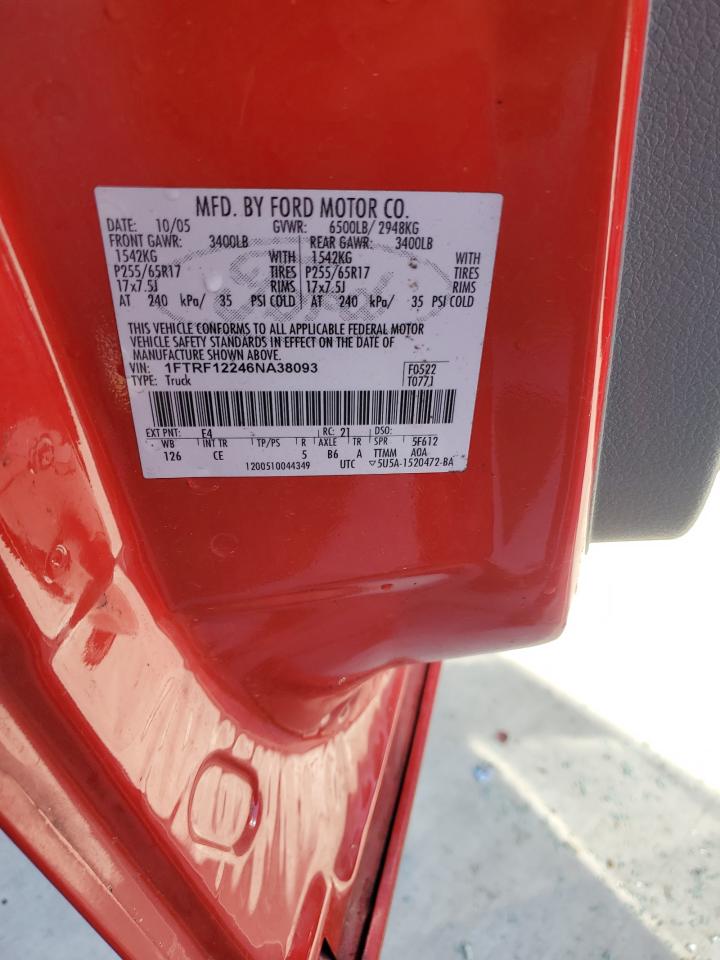 MFD. BY FORD MOTOR CO.
DATE: 10/05 GVWR: 6500LB/ 2948KG
FRONT GAWR: 3400LB REAR GAWR: 3400LB
1542KG WITH 1542KG WITH
P255/65R17 TIRES P255/65R17 TIRES
17x7.5J RIMS 17x7.5J RIMS
AT 240 kPa/ 35 PSI COLD AT 240 kPa/ 35 PSI COLD
THIS VEHICLE CONFORMS TO ALL APPLICABLE FEDERAL MOTOR
VEHICLE SAFETY STANDARDS IN EFFECT ON THE DATE OF
MANUFACTURE SHOWN ABOVE.
VIN: 1FTRF12246NA38093 F0522
TYPE: Truck T077J
EXT PNT: E4 RC: 21 DSO:
WB INT TR TP/PS R AXLE TR SPR 5F612
126 CE 5 B6 A TTMM A0A
1200510044349 UTC ▽5U5A-1520472-BA